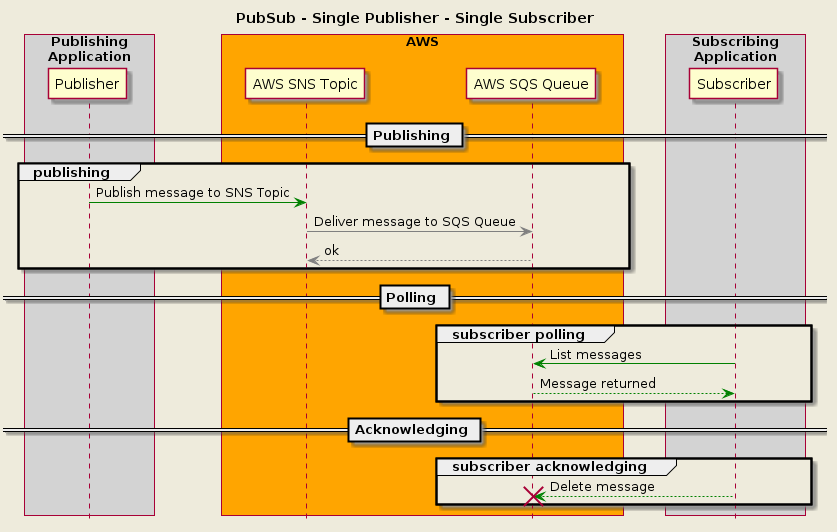 PubSub - Single Publisher - Single Subscriber
Publishing
Application
AWS
Subscribing
Application
Publisher
AWS SNS Topic
AWS SQS Queue
Subscriber
Publishing
publishing
Publish message to SNS Topic
Deliver message to SQS Queue
ok
Polling
subscriber polling
List messages
Message returned
Acknowledging
subscriber acknowledging
Delete message